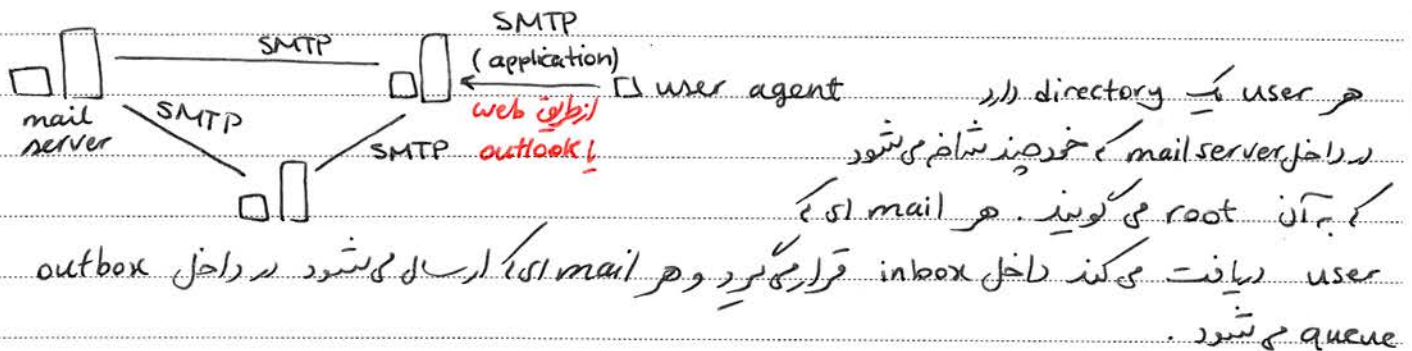 SMTP
SMTP
(application)
user agent
از طریق web
یا outlook
mail
server
SMTP
SMTP
هر user یک directory دارد
در داخل mail server که خود چند شاخه می‌شود
که به آن root می‌گویند. هر mail ای که
user دریافت می‌کند داخل inbox قرار می‌گیرد و هر mail ای که ارسال می‌شود در داخل outbox
queue می‌شود.